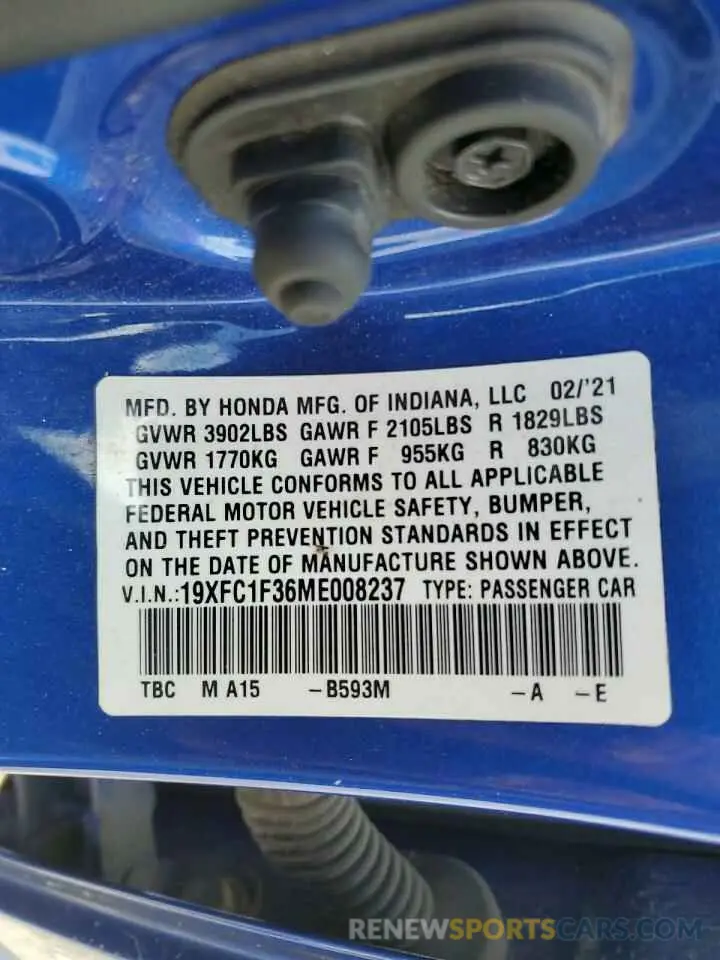 MFD. BY HONDA MFG. OF INDIANA, LLC 02/'21
GVWR 3902LBS GAWR F 2105LBS R 1829LBS
GVWR 1770KG GAWR F 955KG R 830KG
THIS VEHICLE CONFORMS TO ALL APPLICABLE
FEDERAL MOTOR VEHICLE SAFETY, BUMPER,
AND THEFT PREVENTION STANDARDS IN EFFECT
ON THE DATE OF MANUFACTURE SHOWN ABOVE.
V.I.N.:19XFC1F36ME008237 TYPE: PASSENGER CAR
TBC M A15 -B593M -A -E
RENEWSPORTSCARS.COM